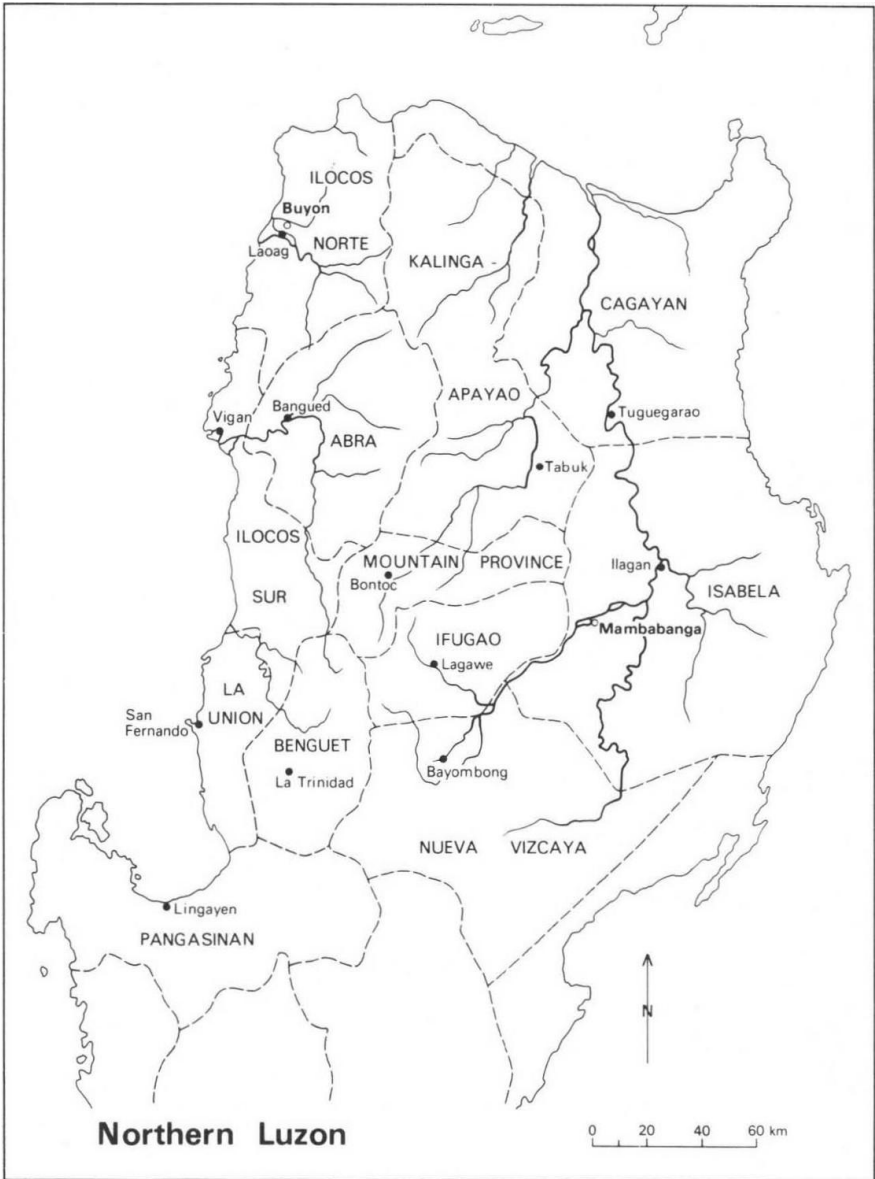 ILOCOS
Buyon
NORTE
Laoag
KALINGA -
CAGAYAN
APAYAO
Bangued
Vigan
ABRA
Tuguegarao
Tabuk
ILOCOS
SUR
MOUNTAIN PROVINCE
Bontoc
Ilagan
ISABELA
Mambabanga
IFUGAO
Lagawe
LA
UNION
San
Fernando
BENGUET
La Trinidad
Bayombong
NUEVA VIZCAYA
Lingayen
PANGASINAN
N
Northern Luzon
0 20 40 60 km